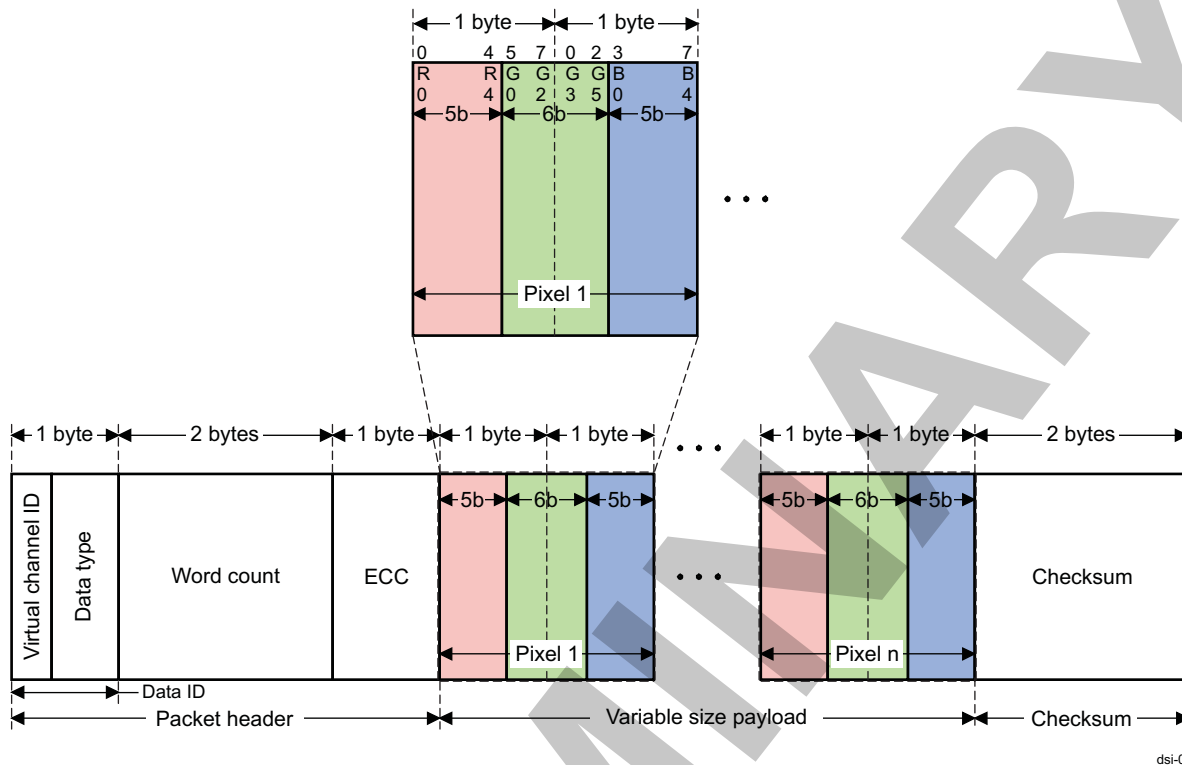 1 byte 1 byte
0 4 5 7 0 2 3 7
R R G G G G B B
0 4 0 2 3 5 0 4
5b 6b 5b
• • •
Pixel 1
1 byte 2 bytes 1 byte 1 byte 1 byte • • • 1 byte 1 byte 2 bytes
Virtual channel ID
Data type
Word count
ECC
5b 6b 5b
Pixel 1
• • •
5b 6b 5b
Pixel n
Checksum
Data ID
Packet header Variable size payload Checksum
dsi-0
MINARY